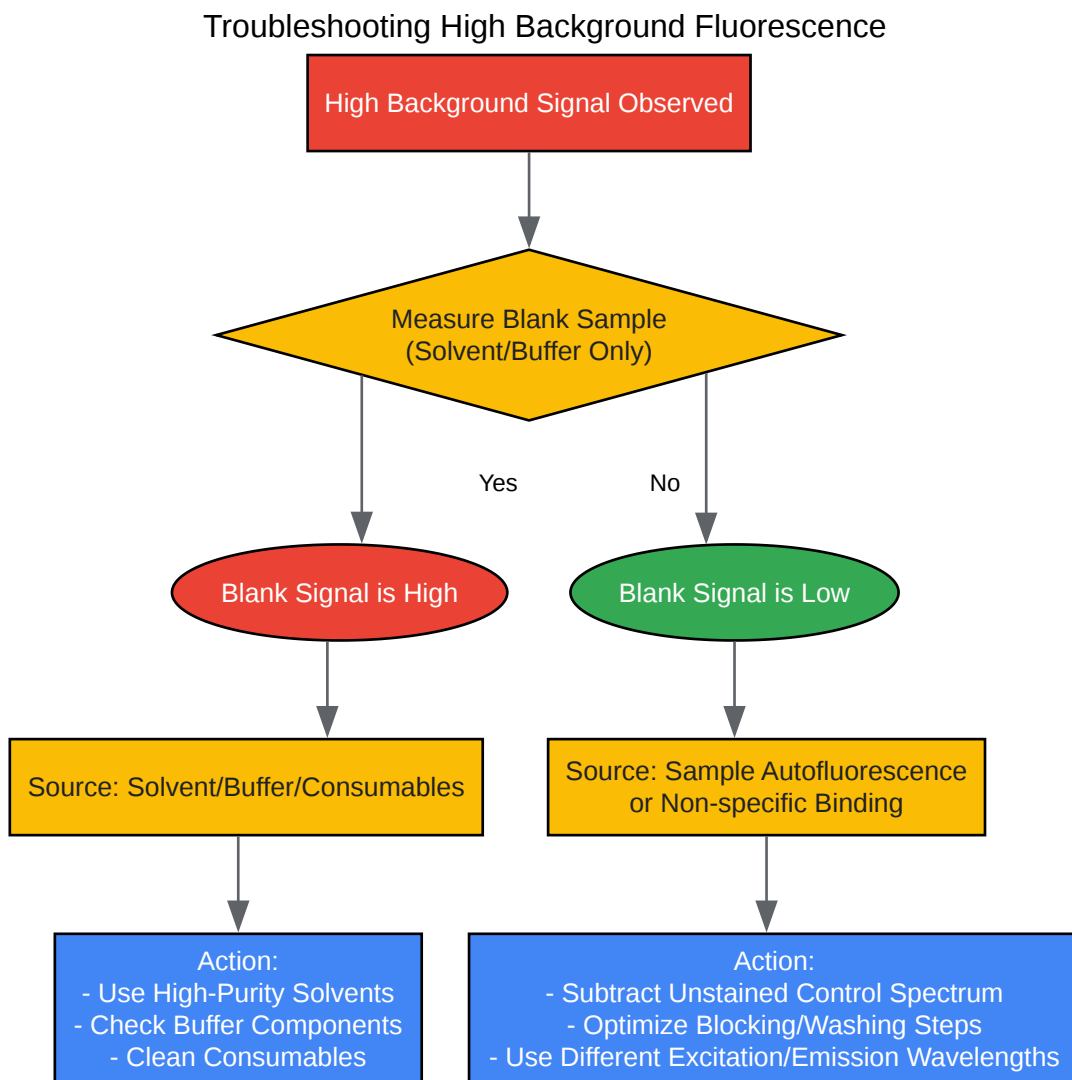 Troubleshooting High Background Fluorescence
High Background Signal Observed
Measure Blank Sample
(Solvent/Buffer Only)
Yes
No
Blank Signal is High
Blank Signal is Low
Source: Solvent/Buffer/Consumables
Source: Sample Autofluorescence
or Non-specific Binding
Action:
- Use High-Purity Solvents
- Check Buffer Components
- Clean Consumables
Action:
- Subtract Unstained Control Spectrum
- Optimize Blocking/Washing Steps
- Use Different Excitation/Emission Wavelengths